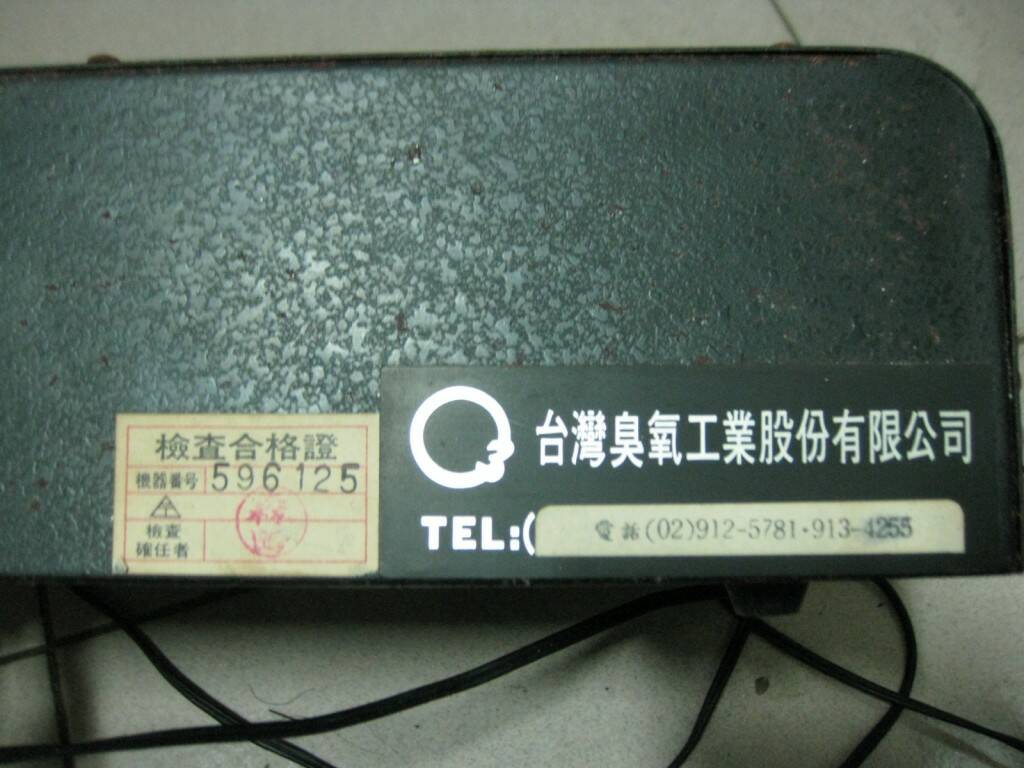 檢查合格證
機器番号 596125
檢查
確任者
台灣臭氧工業股份有限公司
TEL:(
電話(02)912-5781·913-4255